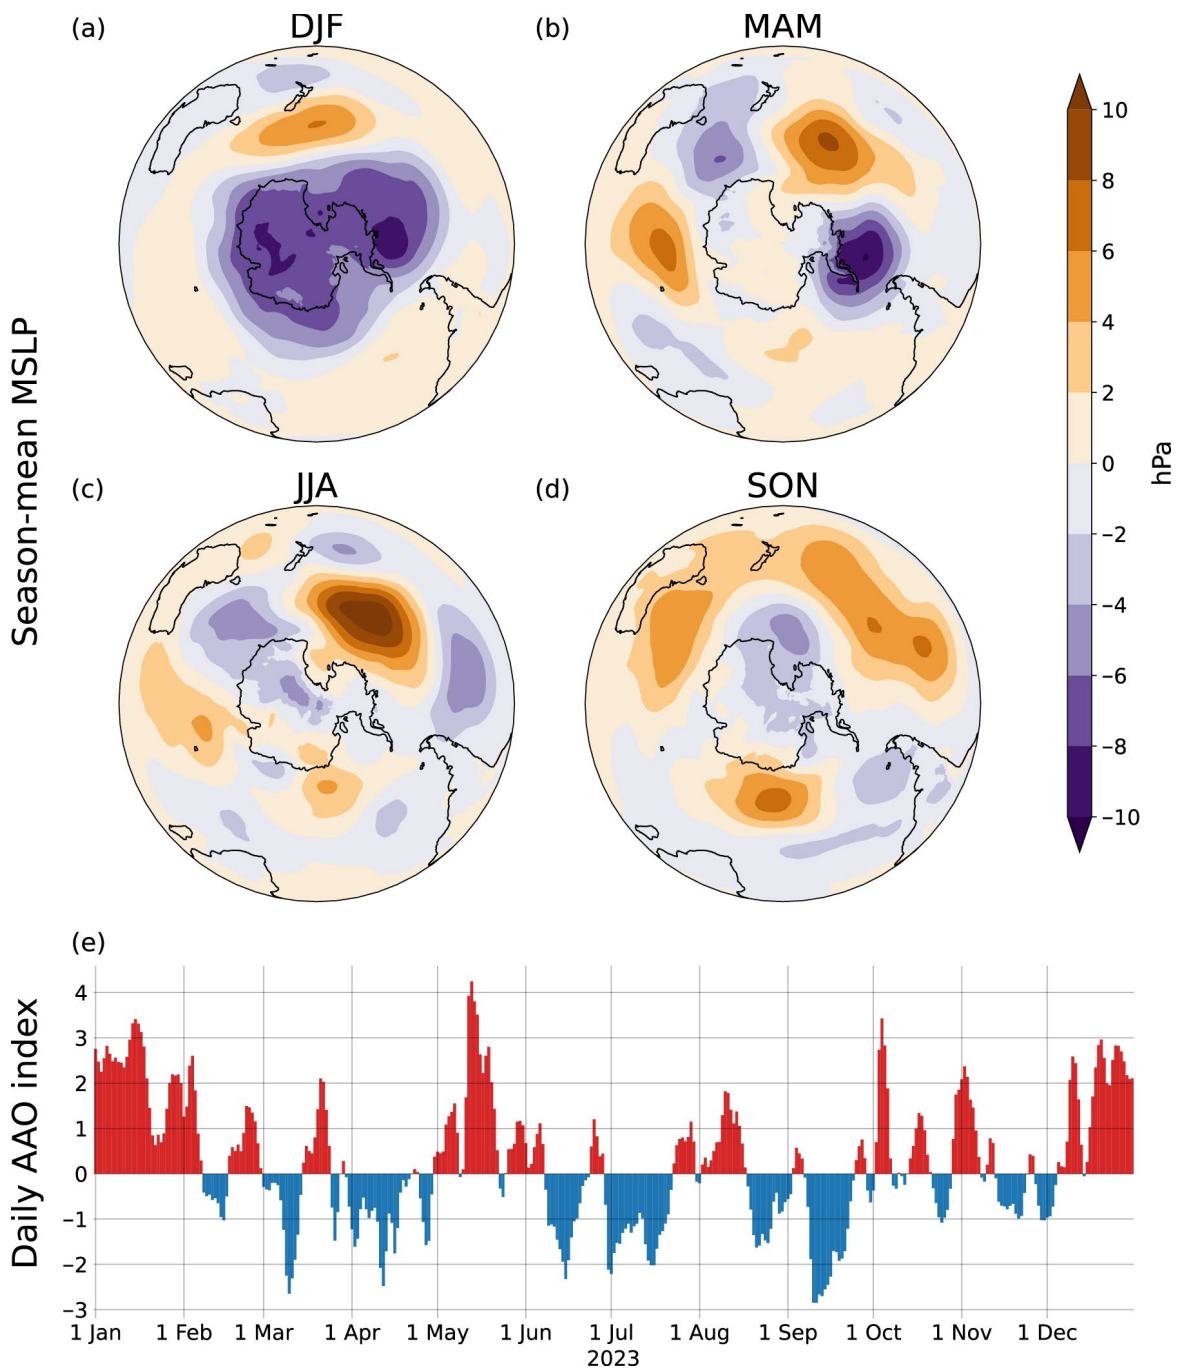 (a)
DJF
(b)
MAM
Season-mean MSLP
10
8
6
4
2
0
−2
−4
−6
−8
−10
hPa
(c)
JJA
(d)
SON
(e)
Daily AAO index
4
3
2
1
0
−1
−2
−3
1 Jan 1 Feb 1 Mar 1 Apr 1 May 1 Jun 1 Jul 1 Aug 1 Sep 1 Oct 1 Nov 1 Dec
2023